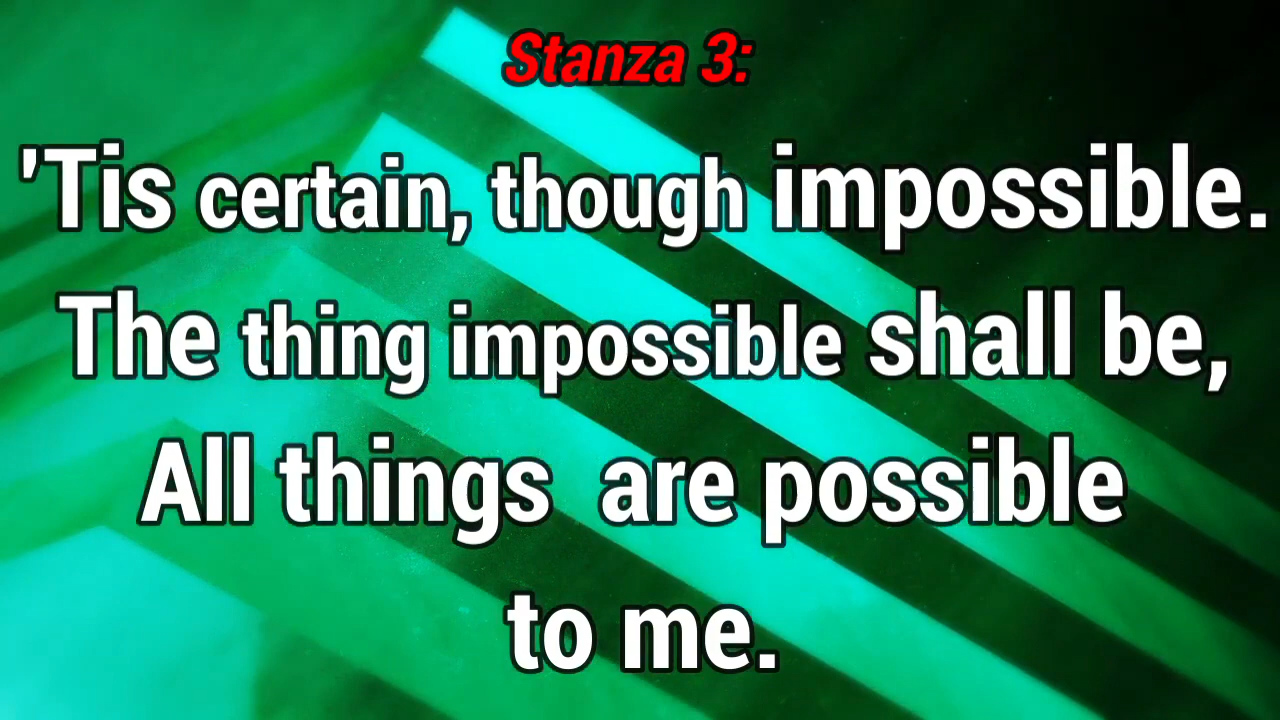 Stanza 3:
'Tis certain, though impossible.
The thing impossible shall be,
All things are possible
to me.